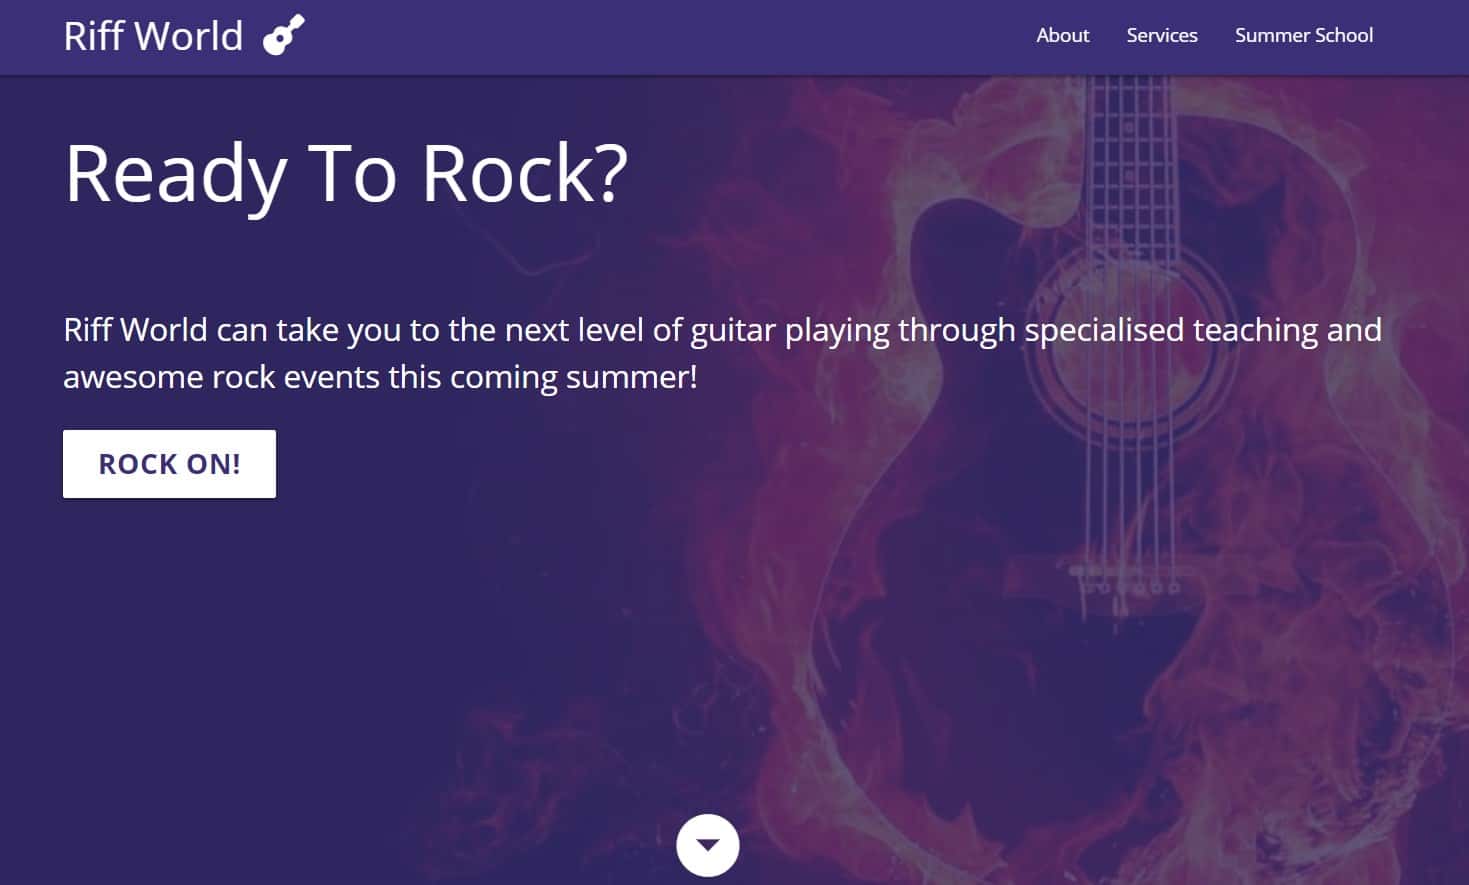 Riff World
About Services Summer School
Ready To Rock?
Riff World can take you to the next level of guitar playing through specialised teaching and
awesome rock events this coming summer!
ROCK ON!